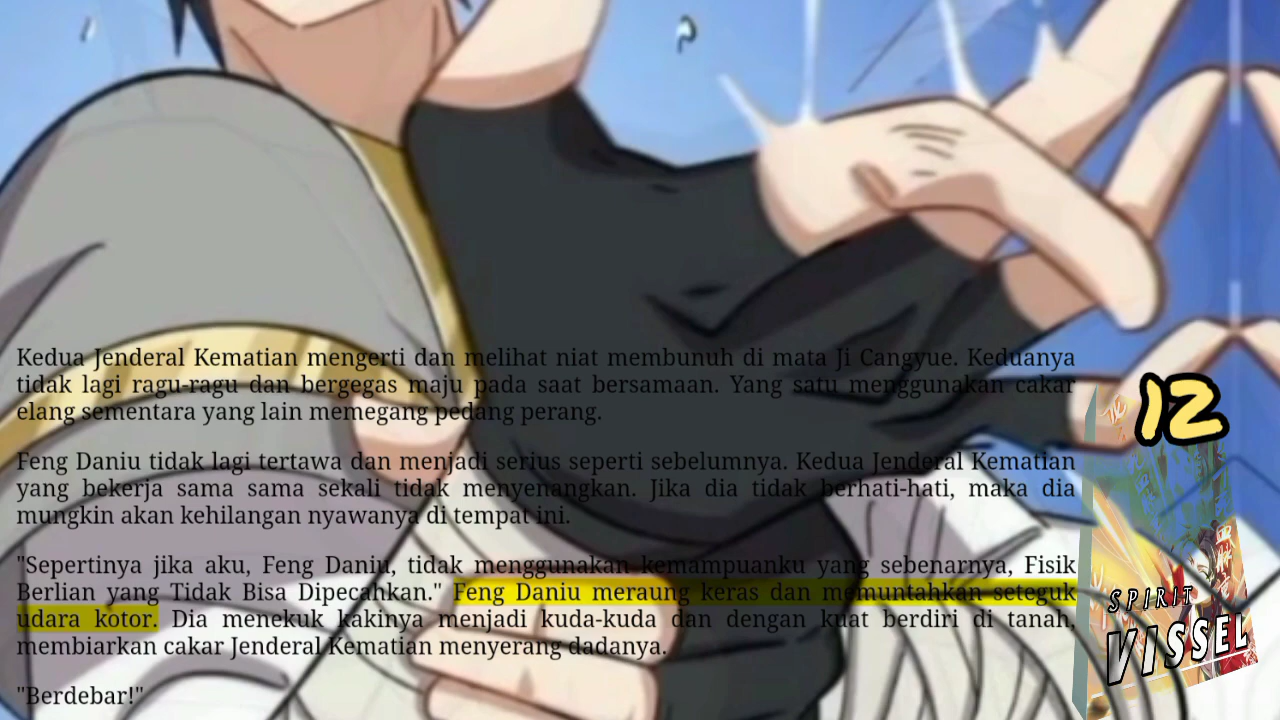 Kedua Jenderal Kematian mengerti dan melihat niat membunuh di mata Ji Cangyue. Keduanya
tidak lagi ragu-ragu dan bergegas maju pada saat bersamaan. Yang satu menggunakan cakar
elang sementara yang lain memegang pedang perang.
Feng Daniu tidak lagi tertawa dan menjadi serius seperti sebelumnya. Kedua Jenderal Kematian
yang bekerja sama sama sekali tidak menyenangkan. Jika dia tidak berhati-hati, maka dia
mungkin akan kehilangan nyawanya di tempat ini.
"Sepertinya jika aku, Feng Daniu, tidak menggunakan kemampuanku yang sebenarnya, Fisik
Berlian yang Tidak Bisa Dipecahkan." Feng Daniu meraung keras dan memuntahkan seteguk
udara kotor. Dia menekuk kakinya menjadi kuda-kuda dan dengan kuat berdiri di tanah,
membiarkan cakar Jenderal Kematian menyerang dadanya.
"Berdebar!"
12
SPIRIT
VISSEL